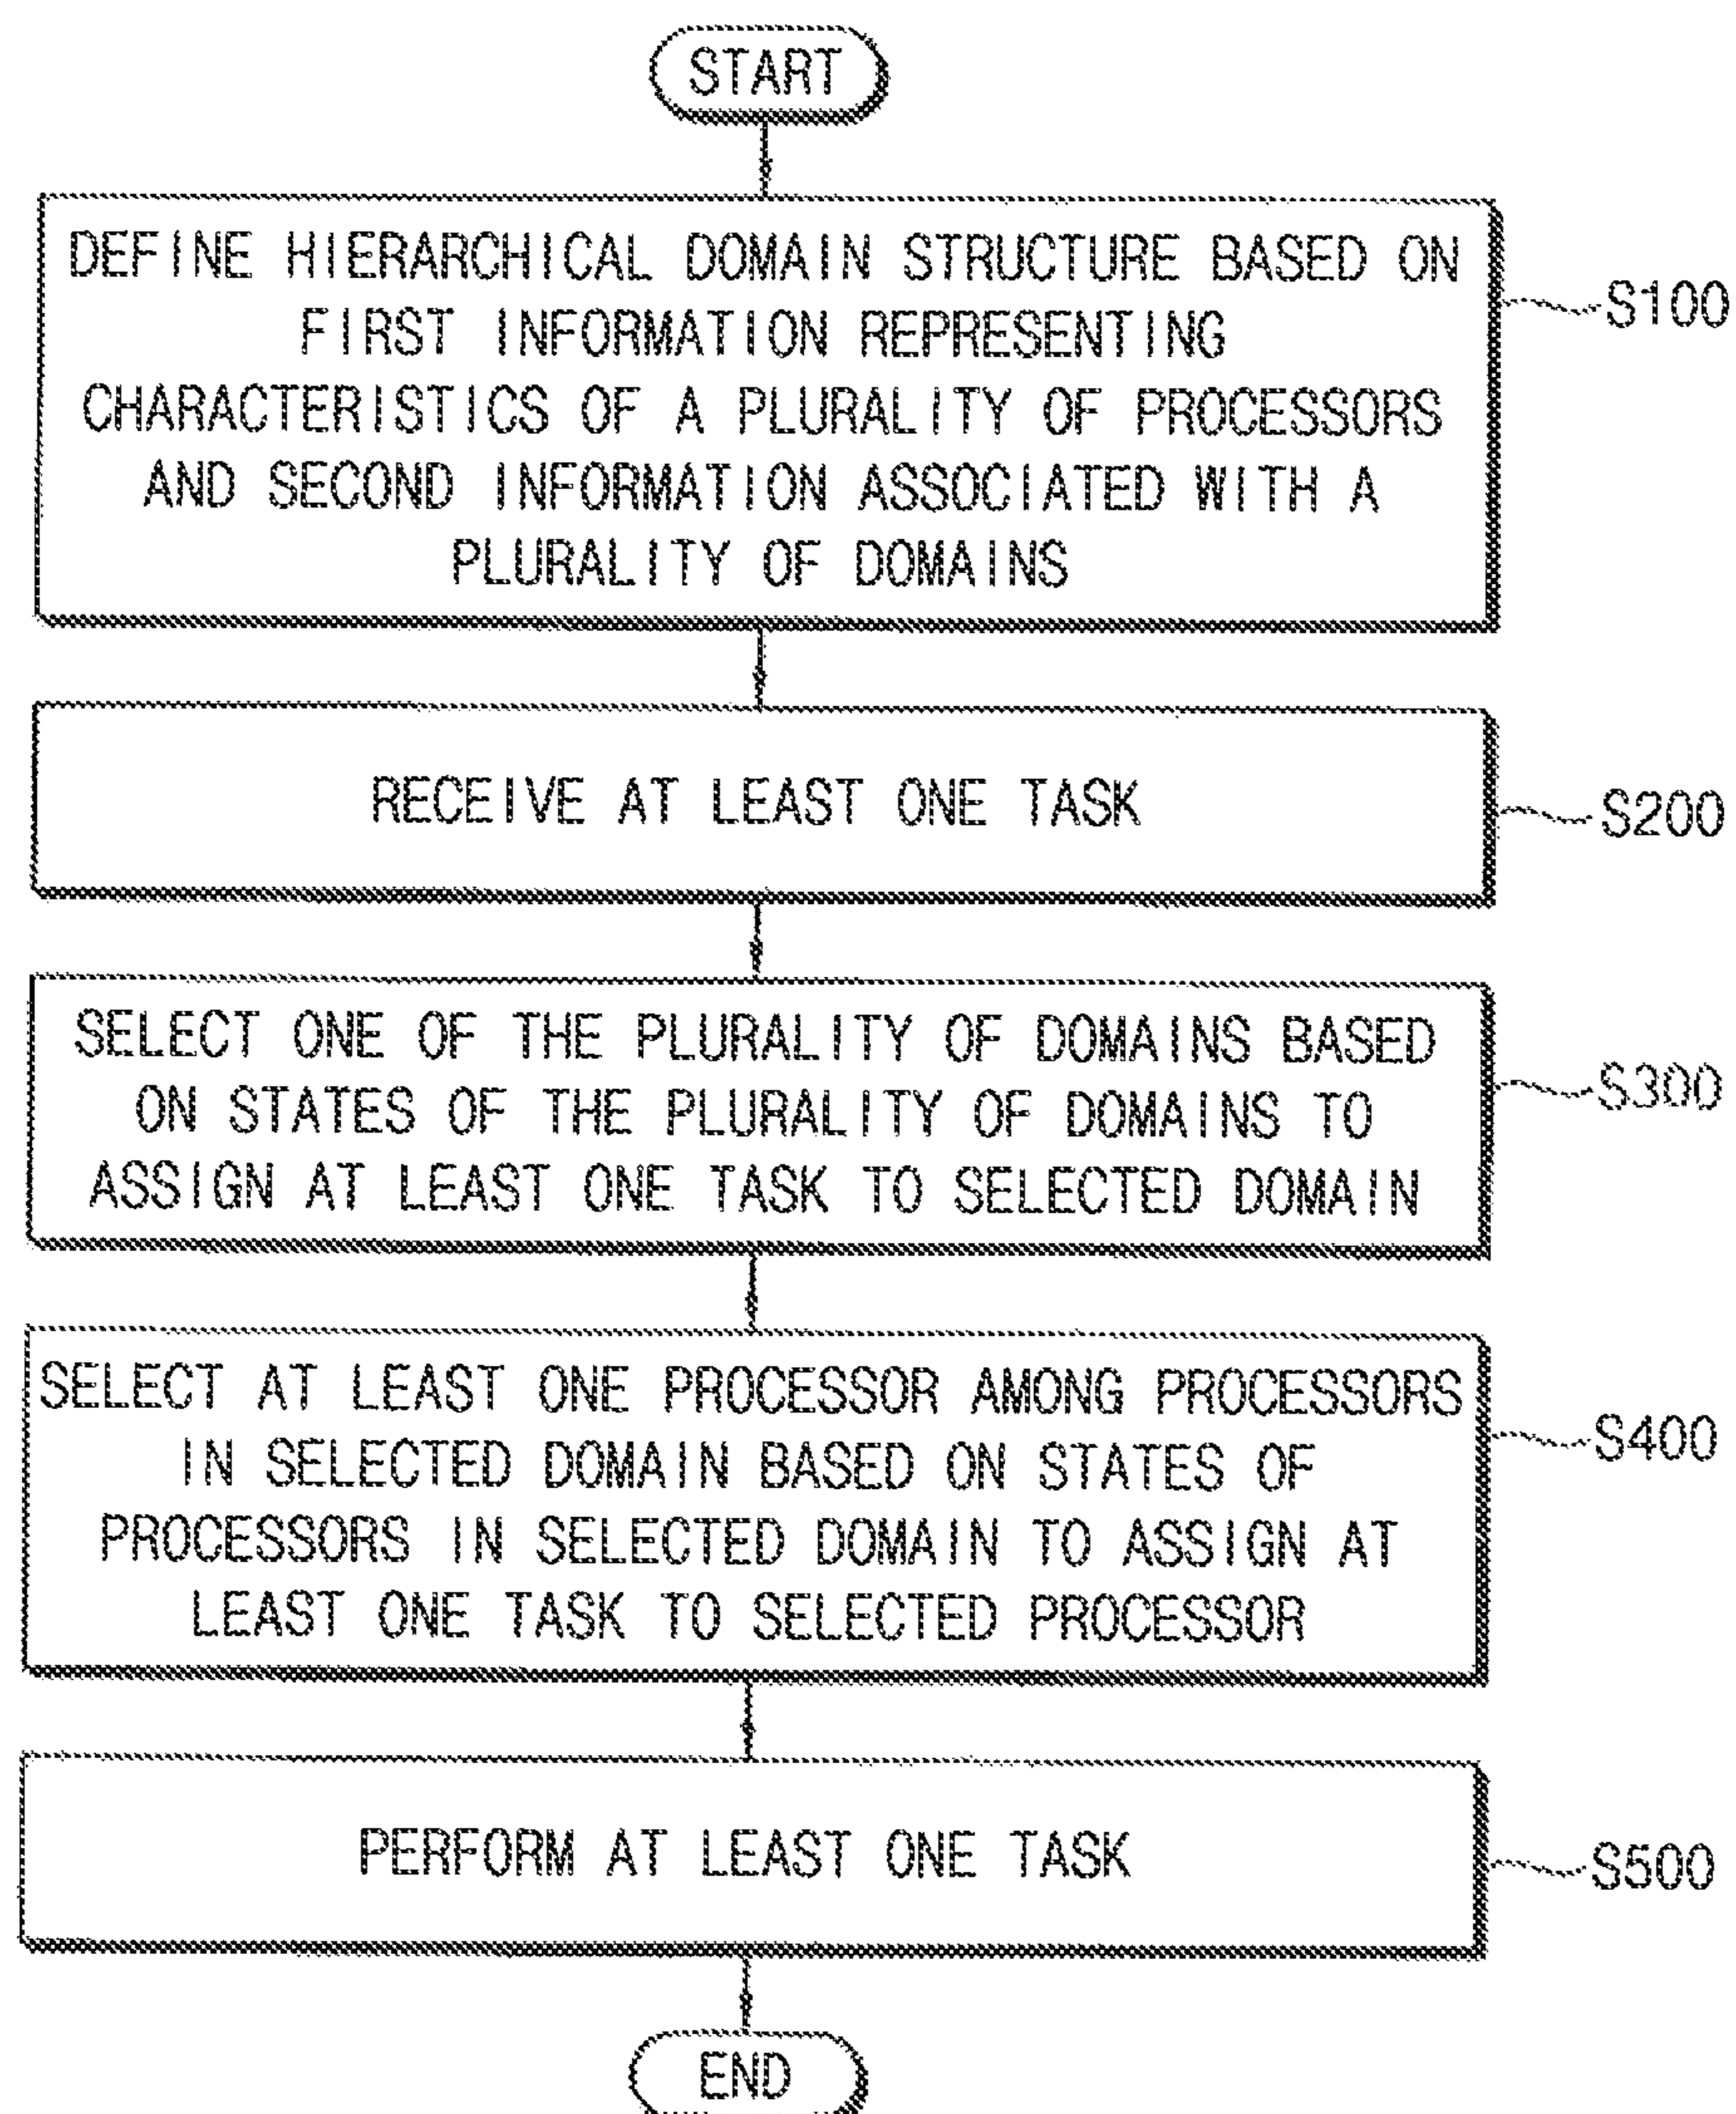 START
DEFINE HIERARCHICAL DOMAIN STRUCTURE BASED ON
FIRST INFORMATION REPRESENTING
CHARACTERISTICS OF A PLURALITY OF PROCESSORS
AND SECOND INFORMATION ASSOCIATED WITH A
PLURALITY OF DOMAINS
S100
RECEIVE AT LEAST ONE TASK
S200
SELECT ONE OF THE PLURALITY OF DOMAINS BASED
ON STATES OF THE PLURALITY OF DOMAINS TO
ASSIGN AT LEAST ONE TASK TO SELECTED DOMAIN
S300
SELECT AT LEAST ONE PROCESSOR AMONG PROCESSORS
IN SELECTED DOMAIN BASED ON STATES OF
PROCESSORS IN SELECTED DOMAIN TO ASSIGN AT
LEAST ONE TASK TO SELECTED PROCESSOR
S400
PERFORM AT LEAST ONE TASK
S500
END